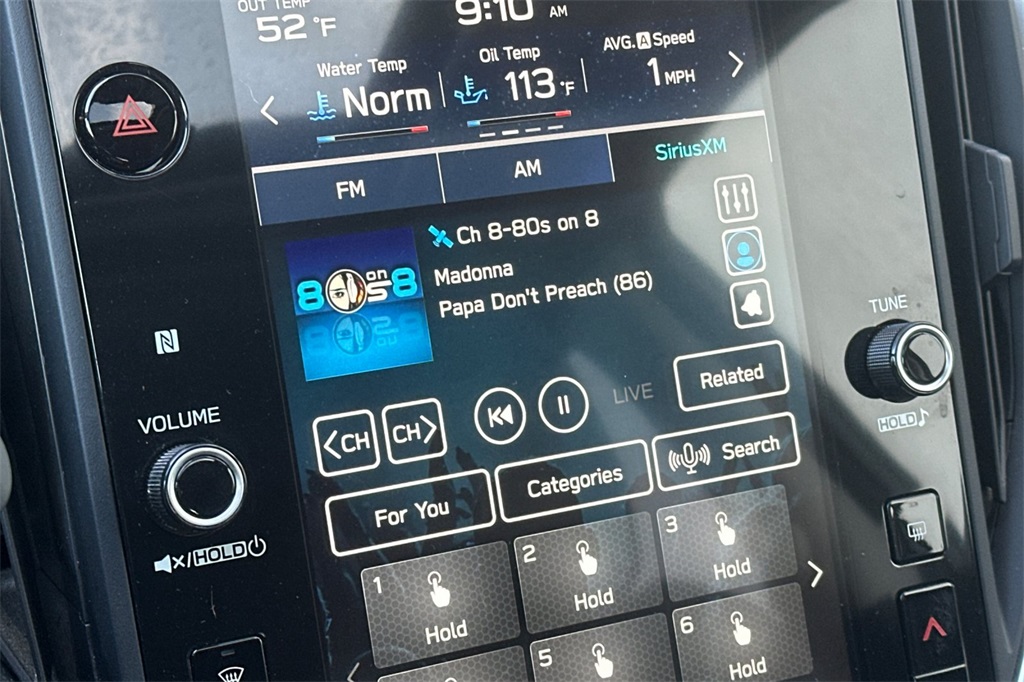 OUT TEMP
52 °F
9:10 AM
Water Temp
Norm
Oil Temp
113 °F
AVG. A Speed
1 MPH
FM
AM
SiriusXM
Ch 8-80s on 8
80s on 8
Madonna
Papa Don't Preach (86)
TUNE
HOLD
VOLUME
LIVE
Related
<CH
CH>
For You
Categories
Search
/HOLD
1
Hold
2
Hold
3
Hold
5
6
Hold